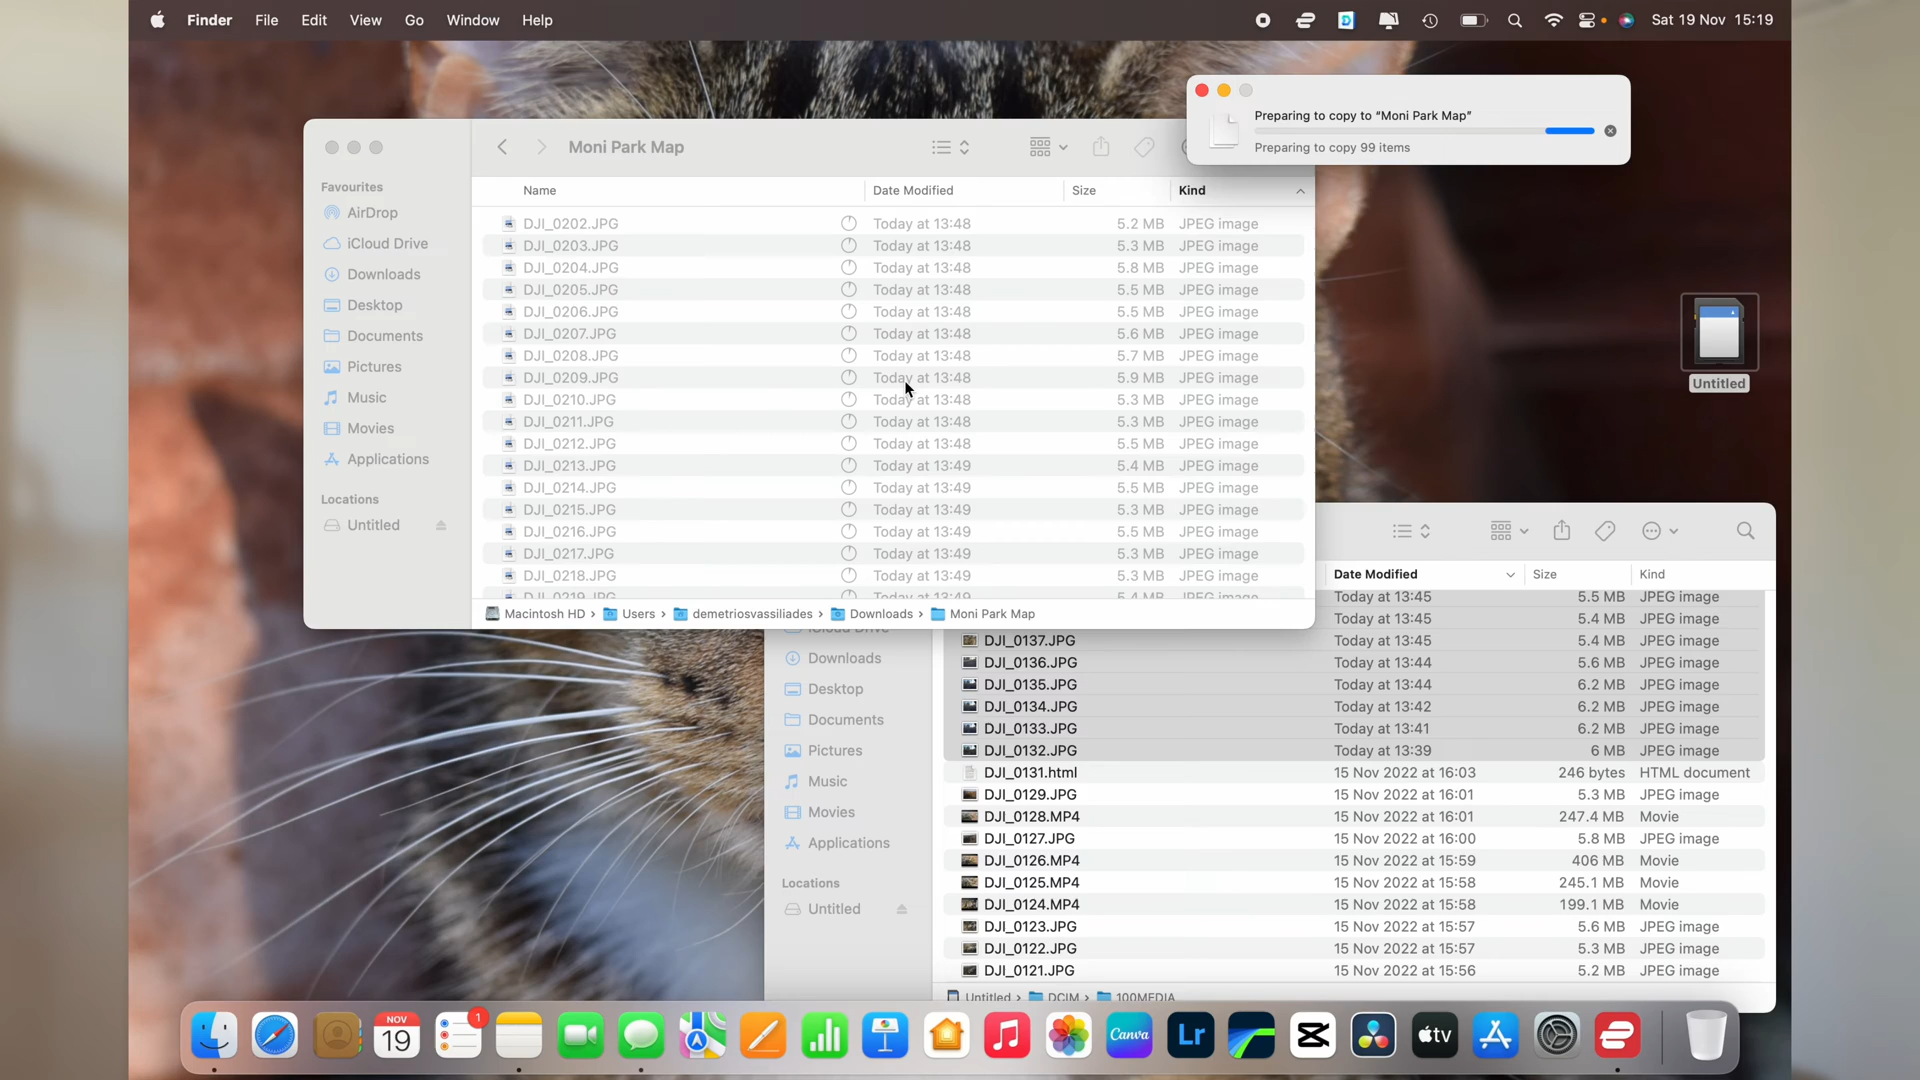 Finder File Edit View Go Window Help
Sat 19 Nov 15:19
Preparing to copy to “Moni Park Map”
Preparing to copy 99 items
Moni Park Map
Favourites
AirDrop
iCloud Drive
Downloads
Desktop
Documents
Pictures
Music
Movies
Applications
Locations
Untitled
Name Date Modified Size Kind
DJI_0202.JPG Today at 13:48 5.2 MB JPEG image
DJI_0203.JPG Today at 13:48 5.3 MB JPEG image
DJI_0204.JPG Today at 13:48 5.8 MB JPEG image
DJI_0205.JPG Today at 13:48 5.5 MB JPEG image
DJI_0206.JPG Today at 13:48 5.5 MB JPEG image
DJI_0207.JPG Today at 13:48 5.6 MB JPEG image
DJI_0208.JPG Today at 13:48 5.7 MB JPEG image
DJI_0209.JPG Today at 13:48 5.9 MB JPEG image
DJI_0210.JPG Today at 13:48 5.3 MB JPEG image
DJI_0211.JPG Today at 13:48 5.3 MB JPEG image
DJI_0212.JPG Today at 13:48 5.5 MB JPEG image
DJI_0213.JPG Today at 13:49 5.4 MB JPEG image
DJI_0214.JPG Today at 13:49 5.5 MB JPEG image
DJI_0215.JPG Today at 13:49 5.3 MB JPEG image
DJI_0216.JPG Today at 13:49 5.5 MB JPEG image
DJI_0217.JPG Today at 13:49 5.3 MB JPEG image
DJI_0218.JPG Today at 13:49 5.3 MB JPEG image
DJI_0219.JPG Today at 13:49 5.4 MB JPEG image
Macintosh HD › Users › demetriosvassiliades › Downloads › Moni Park Map
Untitled
Date Modified Size Kind
Today at 13:45 5.5 MB JPEG image
Today at 13:45 5.4 MB JPEG image
DJI_0137.JPG Today at 13:45 5.4 MB JPEG image
DJI_0136.JPG Today at 13:44 5.6 MB JPEG image
DJI_0135.JPG Today at 13:44 6.2 MB JPEG image
DJI_0134.JPG Today at 13:42 6.2 MB JPEG image
DJI_0133.JPG Today at 13:41 6.2 MB JPEG image
DJI_0132.JPG Today at 13:39 6 MB JPEG image
DJI_0131.html 15 Nov 2022 at 16:03 246 bytes HTML document
DJI_0129.JPG 15 Nov 2022 at 16:01 5.3 MB JPEG image
DJI_0128.MP4 15 Nov 2022 at 16:01 247.4 MB Movie
DJI_0127.JPG 15 Nov 2022 at 16:00 5.8 MB JPEG image
DJI_0126.MP4 15 Nov 2022 at 15:59 406 MB Movie
DJI_0125.MP4 15 Nov 2022 at 15:58 245.1 MB Movie
DJI_0124.MP4 15 Nov 2022 at 15:58 199.1 MB Movie
DJI_0123.JPG 15 Nov 2022 at 15:57 5.6 MB JPEG image
DJI_0122.JPG 15 Nov 2022 at 15:57 5.3 MB JPEG image
DJI_0121.JPG 15 Nov 2022 at 15:56 5.2 MB JPEG image
Untitled › DCIM › 100MEDIA
iCloud Drive
Downloads
Desktop
Documents
Pictures
Music
Movies
Applications
Locations
Untitled
NOV
19
1
Canva
Lr
tv